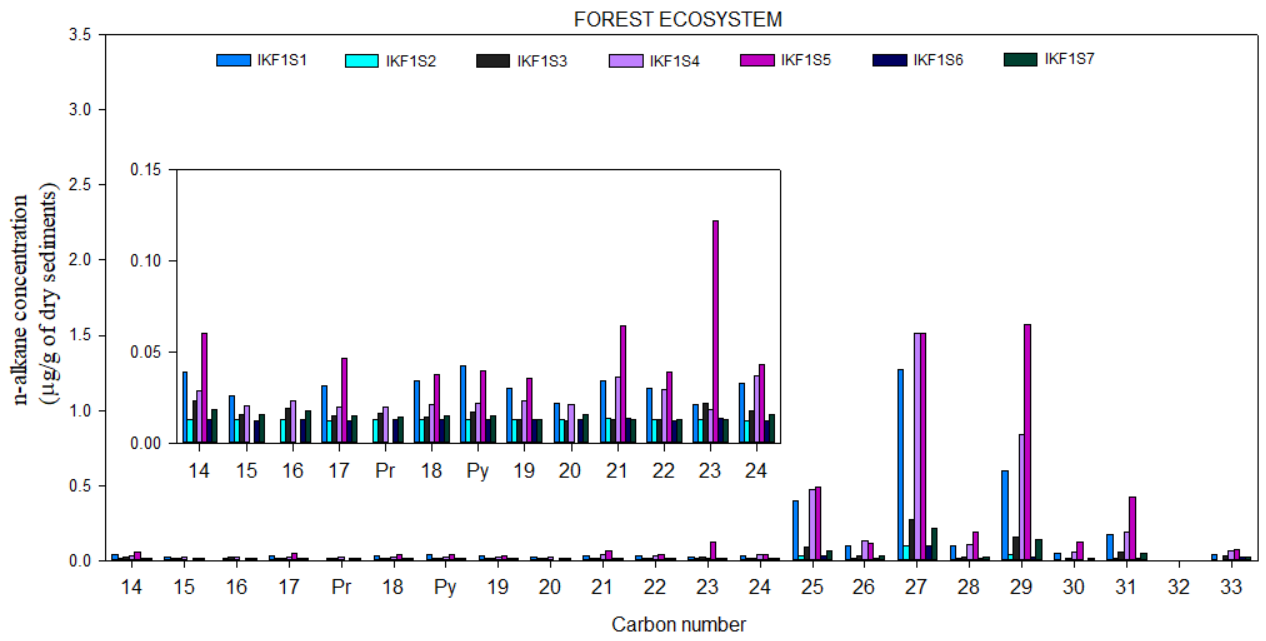 FOREST ECOSYSTEM
3.5
IKF1S1 IKF1S2 IKF1S3 IKF1S4 IKF1S5 IKF1S6 IKF1S7
3.0
2.5
2.0
1.5
1.0
0.5
0.0
n-alkane concentration
(µg/g of dry sediments)
0.15
0.10
0.05
0.00
14 15 16 17 Pr 18 Py 19 20 21 22 23 24
14 15 16 17 Pr 18 Py 19 20 21 22 23 24 25 26 27 28 29 30 31 32 33
Carbon number